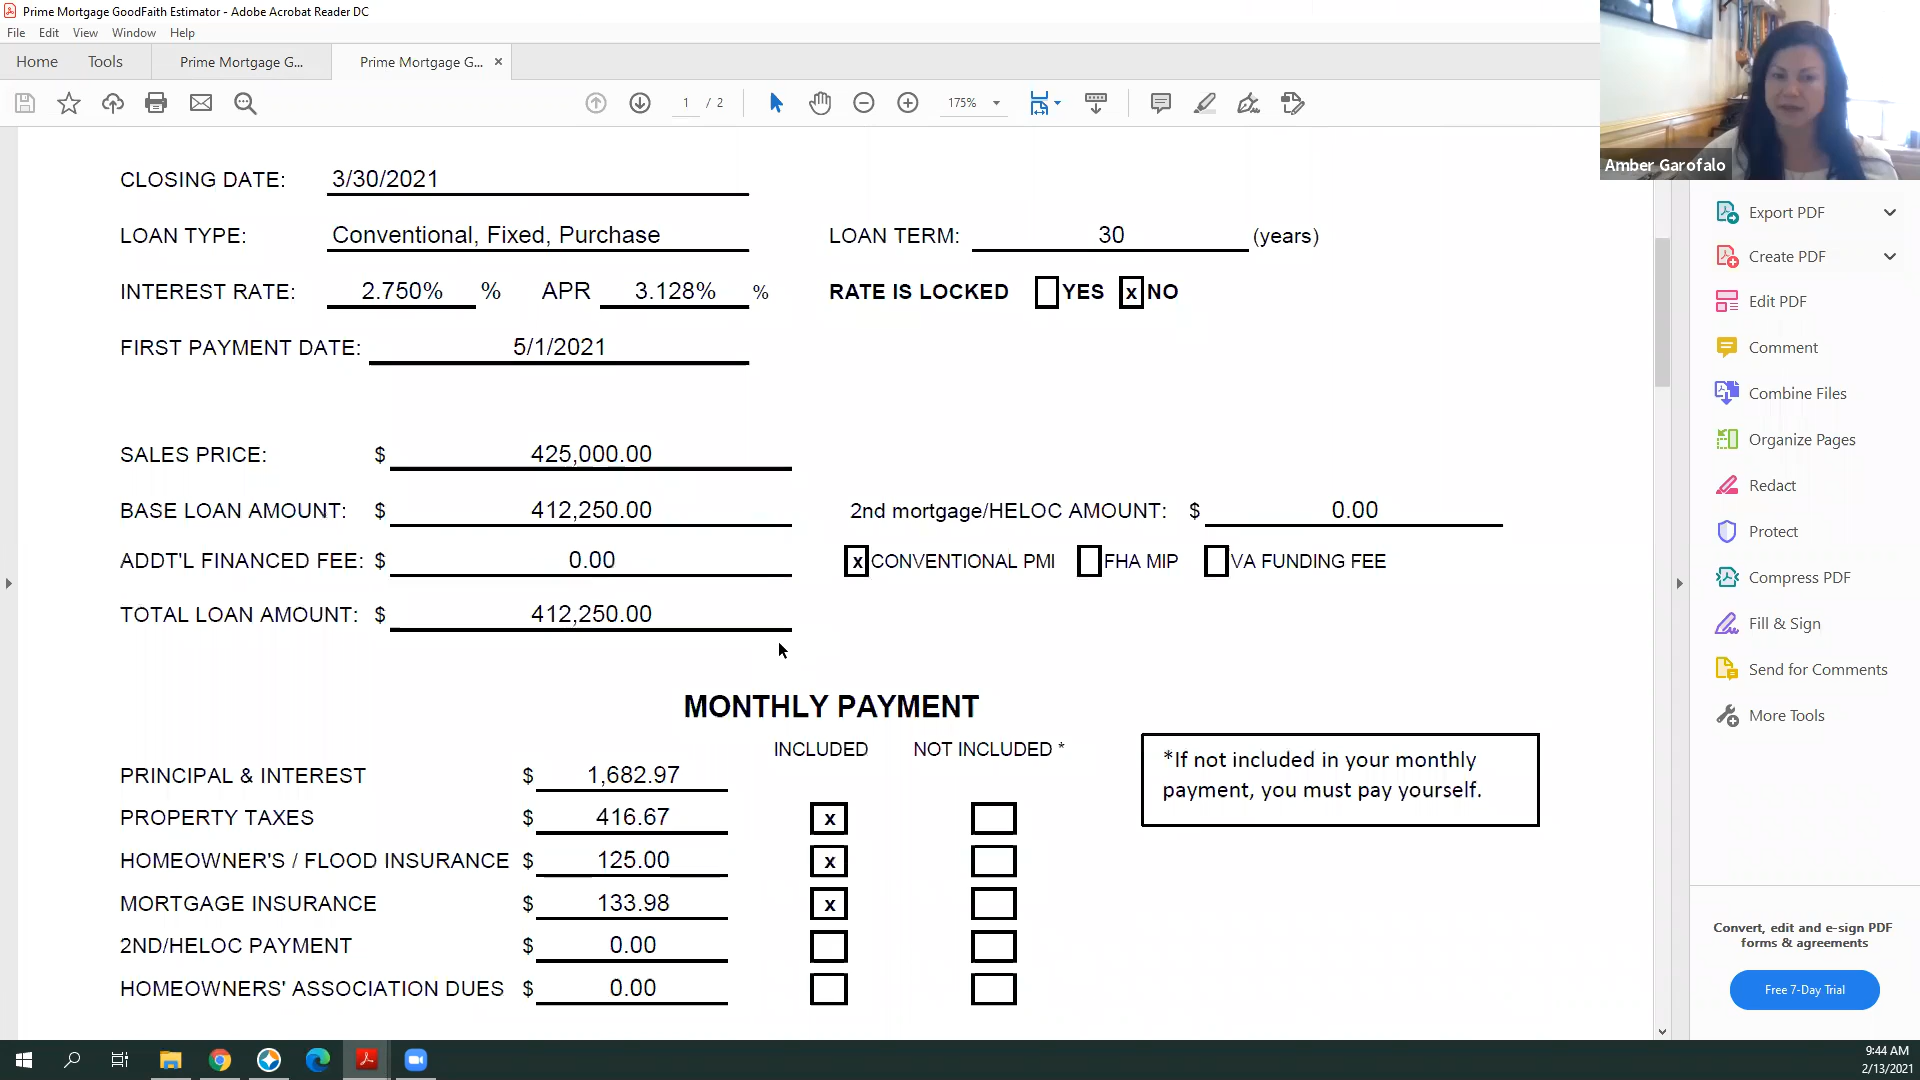 Prime Mortgage GoodFaith Estimator - Adobe Acrobat Reader DC
File Edit View Window Help
Home Tools Prime Mortgage G... Prime Mortgage G... ×
1 / 2 175%
Amber Garofalo
CLOSING DATE: 3/30/2021
LOAN TYPE: Conventional, Fixed, Purchase LOAN TERM: 30 (years)
INTEREST RATE: 2.750% % APR 3.128% % RATE IS LOCKED YES x NO
FIRST PAYMENT DATE: 5/1/2021
SALES PRICE: $ 425,000.00
BASE LOAN AMOUNT: $ 412,250.00 2nd mortgage/HELOC AMOUNT: $ 0.00
ADDT'L FINANCED FEE: $ 0.00 x CONVENTIONAL PMI FHA MIP VA FUNDING FEE
TOTAL LOAN AMOUNT: $ 412,250.00
MONTHLY PAYMENT
INCLUDED NOT INCLUDED *
PRINCIPAL & INTEREST $ 1,682.97
PROPERTY TAXES $ 416.67 x
HOMEOWNER'S / FLOOD INSURANCE $ 125.00 x
MORTGAGE INSURANCE $ 133.98 x
2ND/HELOC PAYMENT $ 0.00
HOMEOWNERS' ASSOCIATION DUES $ 0.00
*If not included in your monthly
payment, you must pay yourself.
Export PDF
Create PDF
Edit PDF
Comment
Combine Files
Organize Pages
Redact
Protect
Compress PDF
Fill & Sign
Send for Comments
More Tools
Convert, edit and e-sign PDF
forms & agreements
Free 7-Day Trial
9:44 AM
2/13/2021